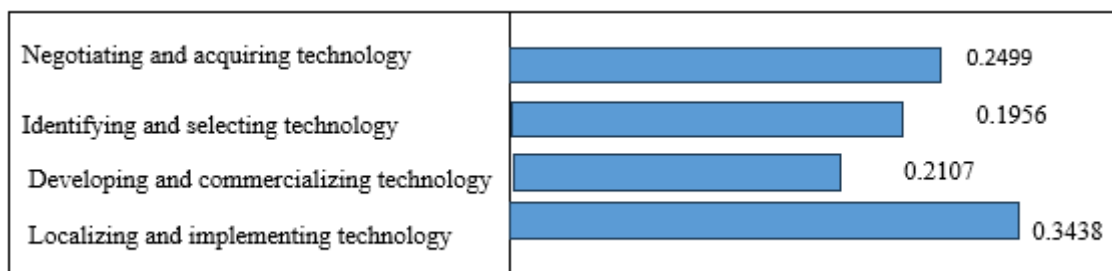 Negotiating and acquiring technology 0.2499
Identifying and selecting technology 0.1956
Developing and commercializing technology 0.2107
Localizing and implementing technology 0.3438